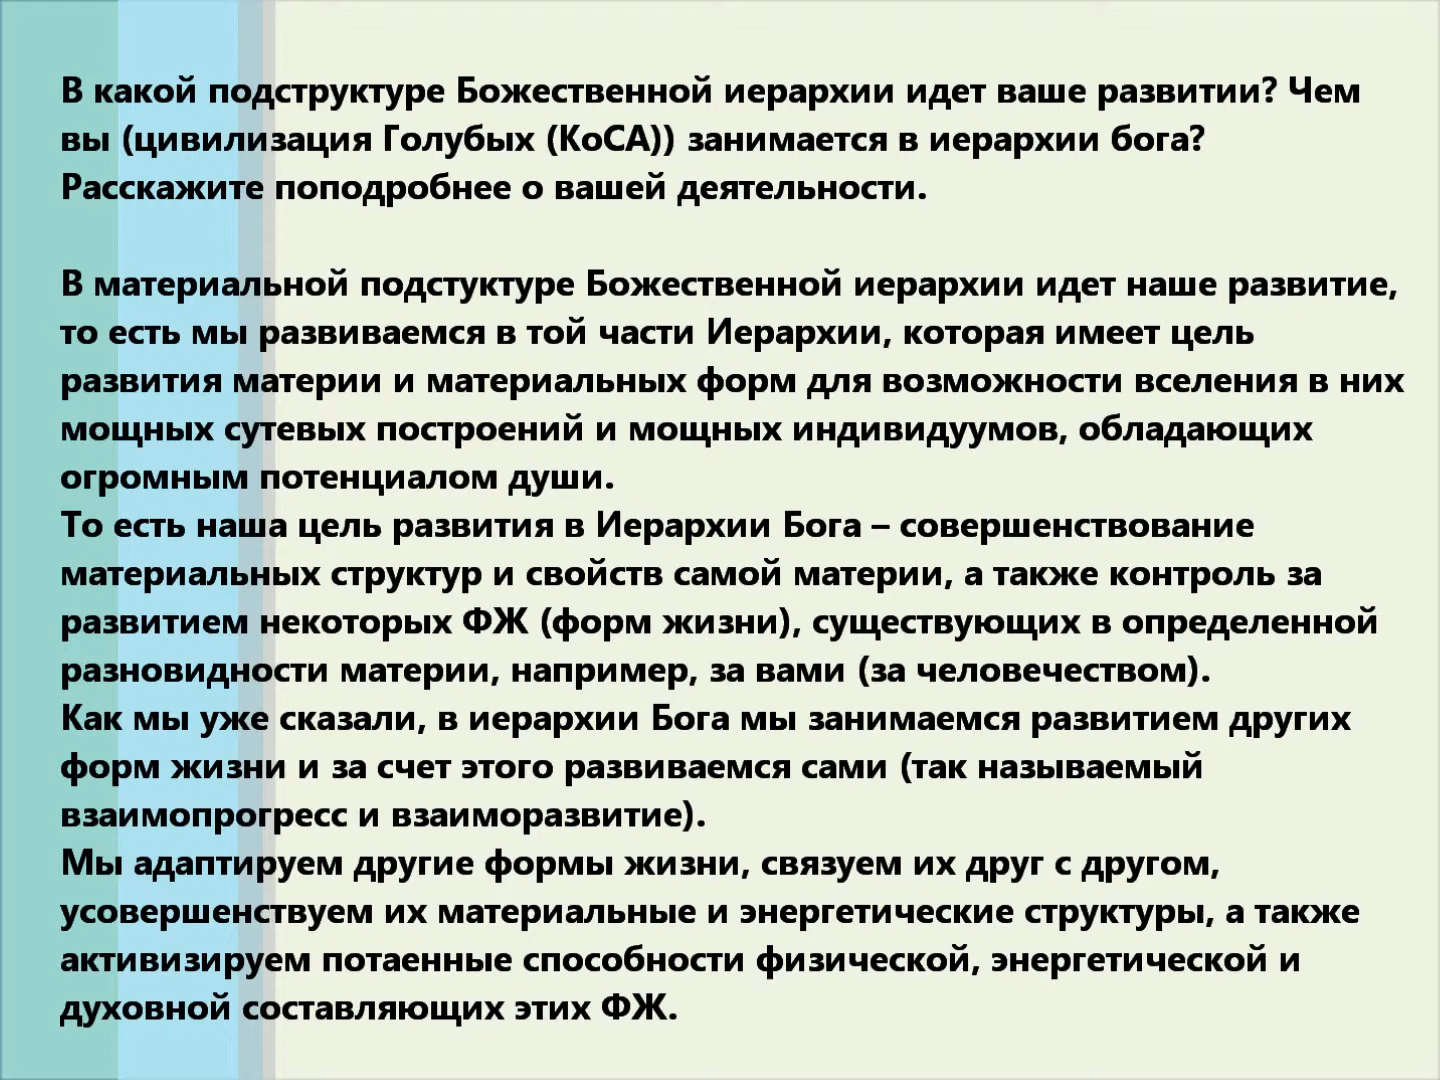 В какой подструктуре Божественной иерархии идет ваше развитии? Чем
вы (цивилизация Голубых (КоСА)) занимается в иерархии бога?
Расскажите поподробнее о вашей деятельности.
В материальной подстуктуре Божественной иерархии идет наше развитие,
то есть мы развиваемся в той части Иерархии, которая имеет цель
развития материи и материальных форм для возможности вселения в них
мощных сутевых построений и мощных индивидуумов, обладающих
огромным потенциалом души.
То есть наша цель развития в Иерархии Бога – совершенствование
материальных структур и свойств самой материи, а также контроль за
развитием некоторых ФЖ (форм жизни), существующих в определенной
разновидности материи, например, за вами (за человечеством).
Как мы уже сказали, в иерархии Бога мы занимаемся развитием других
форм жизни и за счет этого развиваемся сами (так называемый
взаимопрогресс и взаиморазвитие).
Мы адаптируем другие формы жизни, связуем их друг с другом,
усовершенствуем их материальные и энергетические структуры, а также
активизируем потаенные способности физической, энергетической и
духовной составляющих этих ФЖ.